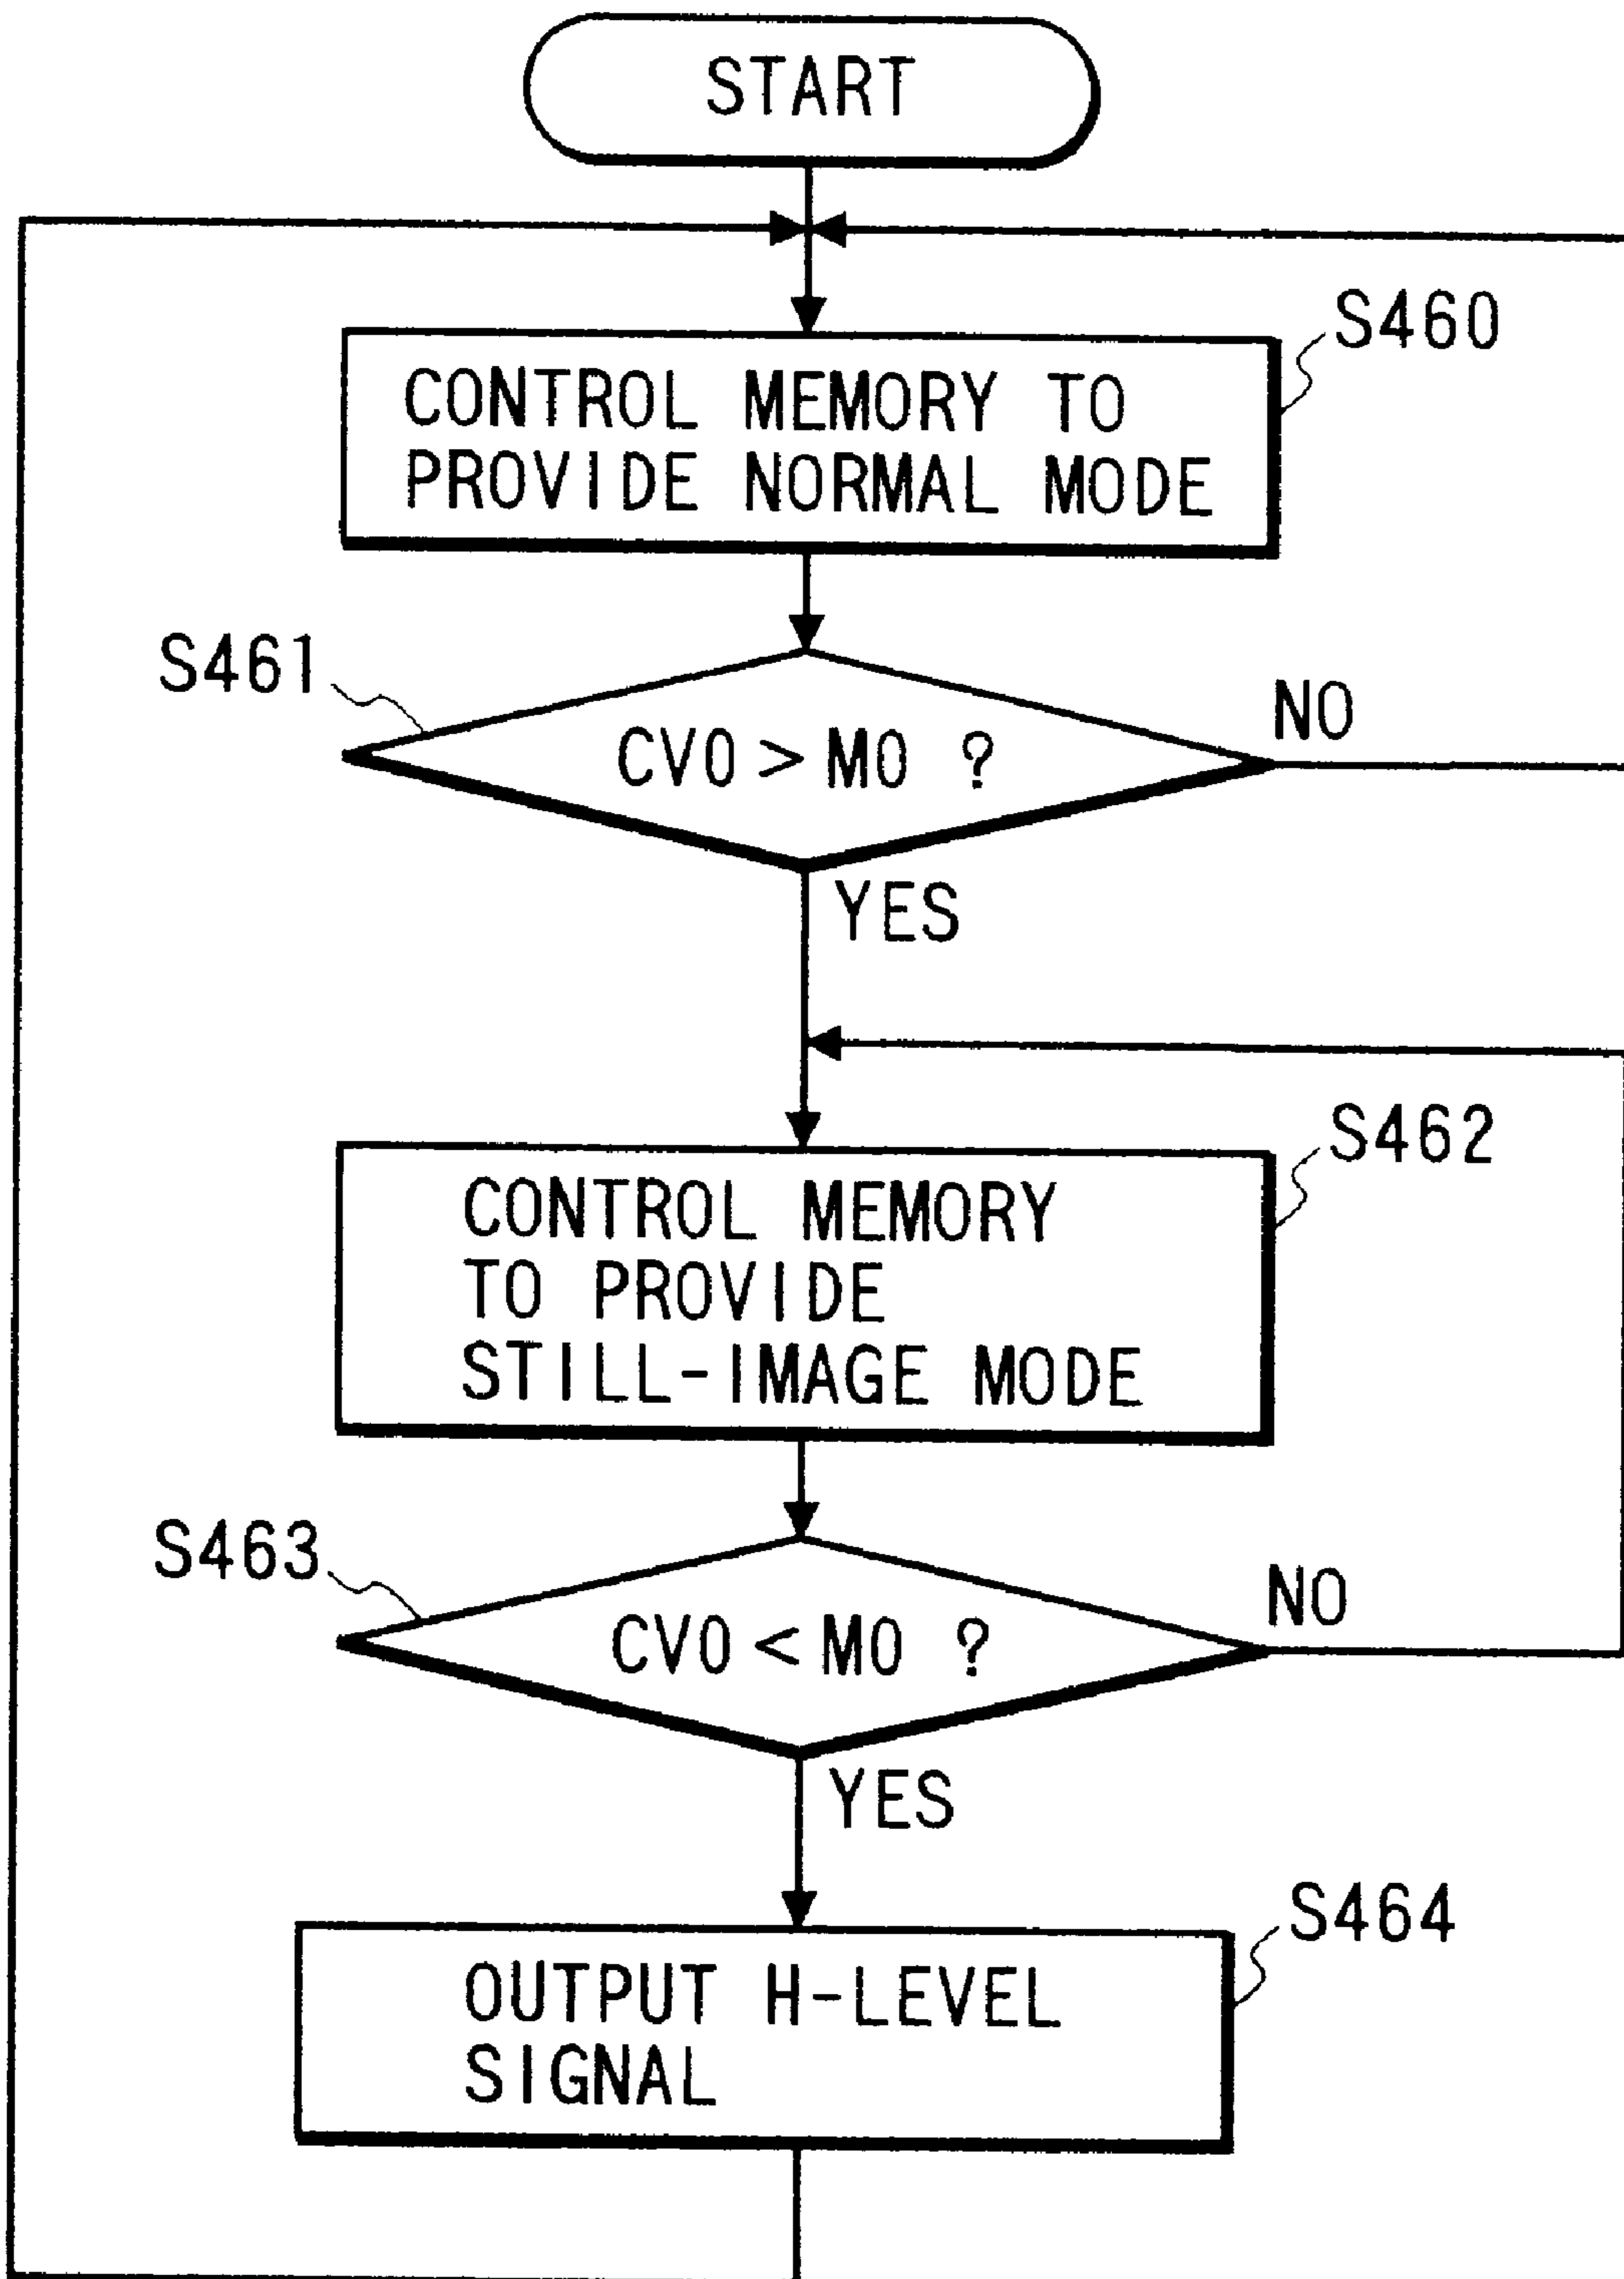 START
S460
CONTROL MEMORY TO
PROVIDE NORMAL MODE
S461
CV0 > M0 ?
NO
YES
S462
CONTROL MEMORY
TO PROVIDE
STILL-IMAGE MODE
S463
CV0 < M0 ?
NO
YES
S464
OUTPUT H-LEVEL
SIGNAL